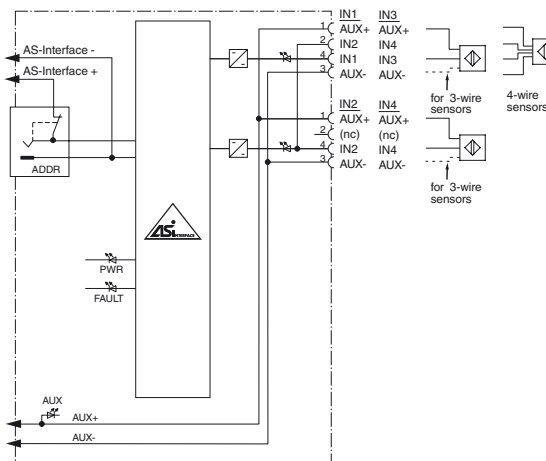 AS-Interface -
AS-Interface +
ADDR
ASi INTERFACE
PWR
FAULT
AUX
AUX+
AUX-
IN1 IN3
1 AUX+ AUX+
2 IN2 IN4
4 IN1 IN3
3 AUX- AUX-
for 3-wire
sensors
4-wire
sensors
IN2 IN4
1 AUX+ AUX+
2 (nc) (nc)
4 IN2 IN4
3 AUX- AUX-
for 3-wire
sensors